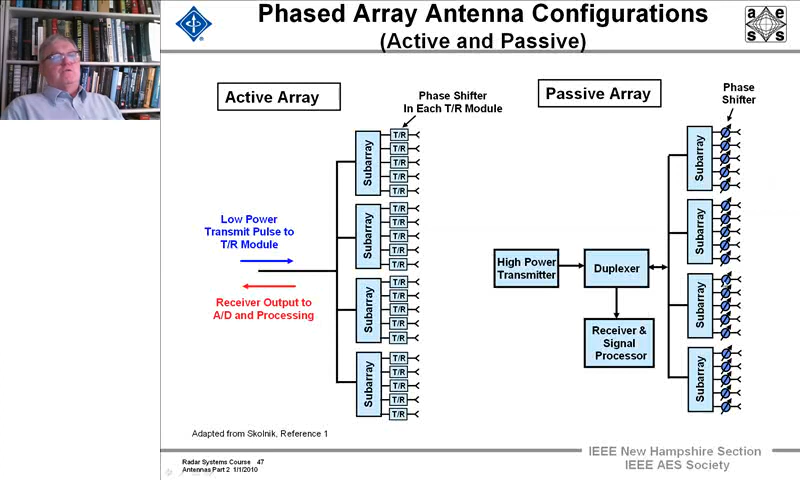 Phased Array Antenna Configurations
(Active and Passive)
a e
s s
Active Array
Phase Shifter
In Each T/R Module
Subarray
T/R
T/R
T/R
T/R
T/R
Subarray
T/R
T/R
T/R
T/R
T/R
Subarray
T/R
T/R
T/R
T/R
T/R
Subarray
T/R
T/R
T/R
T/R
T/R
Low Power
Transmit Pulse to
T/R Module
Receiver Output to
A/D and Processing
Passive Array
Phase
Shifter
Subarray
Subarray
Subarray
Subarray
High Power
Transmitter
Duplexer
Receiver &
Signal
Processor
Adapted from Skolnik, Reference 1
Radar Systems Course 47
Antennas Part 2 1/1/2010
IEEE New Hampshire Section
IEEE AES Society